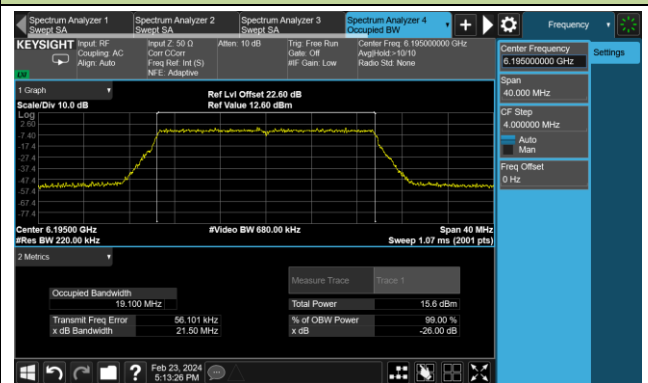 Spectrum Analyzer 1
Swept SA
Spectrum Analyzer 2
Swept SA
Spectrum Analyzer 3
Swept SA
Spectrum Analyzer 4
Occupied BW
Frequency
KEYSIGHT
Input: RF
Coupling: AC
Align: Auto
Input Z: 50 Ω
Corr CCorr
Freq Ref: Int (S)
NFE: Adaptive
Atten: 10 dB
Trig: Free Run
Gate: Off
#IF Gain: Low
Center Freq: 6.195000000 GHz
Avg|Hold:>10/10
Radio Std: None
Center Frequency
6.195000000 GHz
Settings
Span
40.000 MHz
CF Step
4.000000 MHz
Auto
Man
Freq Offset
0 Hz
1 Graph
Scale/Div 10.0 dB
Ref Lvl Offset 22.60 dB
Ref Value 12.60 dBm
Log
2.60
-7.40
-17.4
-27.4
-37.4
-47.4
-57.4
-67.4
-77.4
Center 6.19500 GHz
#Res BW 220.00 kHz
#Video BW 680.00 kHz
Span 40 MHz
Sweep 1.07 ms (2001 pts)
2 Metrics
Measure Trace
Trace 1
Occupied Bandwidth
19.100 MHz
Total Power
15.6 dBm
Transmit Freq Error
56.101 kHz
% of OBW Power
99.00 %
x dB Bandwidth
21.50 MHz
x dB
-26.00 dB
Feb 23, 2024
5:13:26 PM